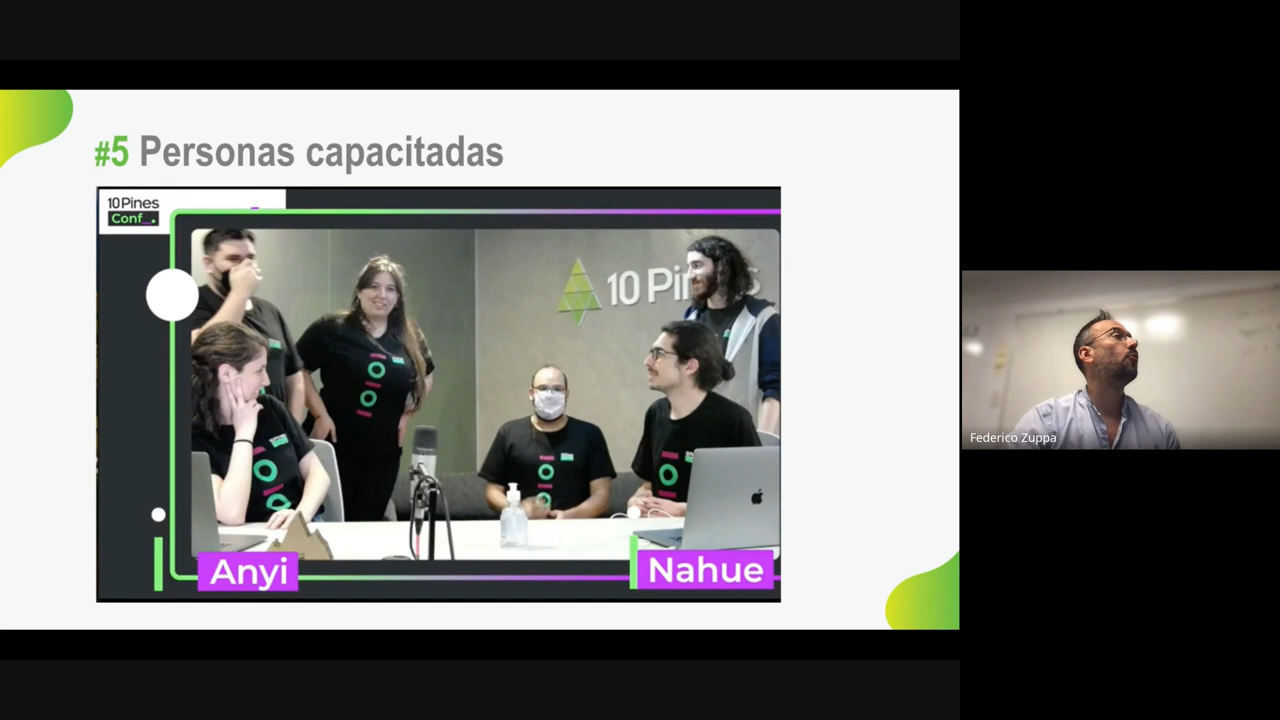 #5 Personas capacitadas
10Pines
Conf_.
10 Pines
Anyi
Nahue
Federico Zuppa